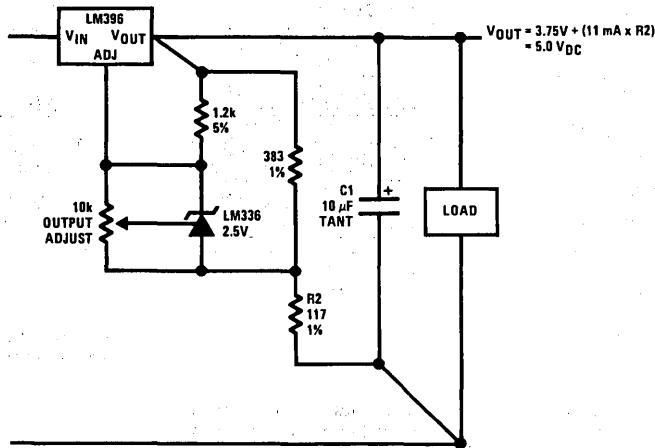 LM396
VIN VOUT
ADJ
VOUT = 3.75V + (11 mA x R2)
= 5.0 VDC
1.2k
5%
383
1%
10k
OUTPUT
ADJUST
LM336
2.5V
C1 +
10 μF
TANT
LOAD
R2
117
1%